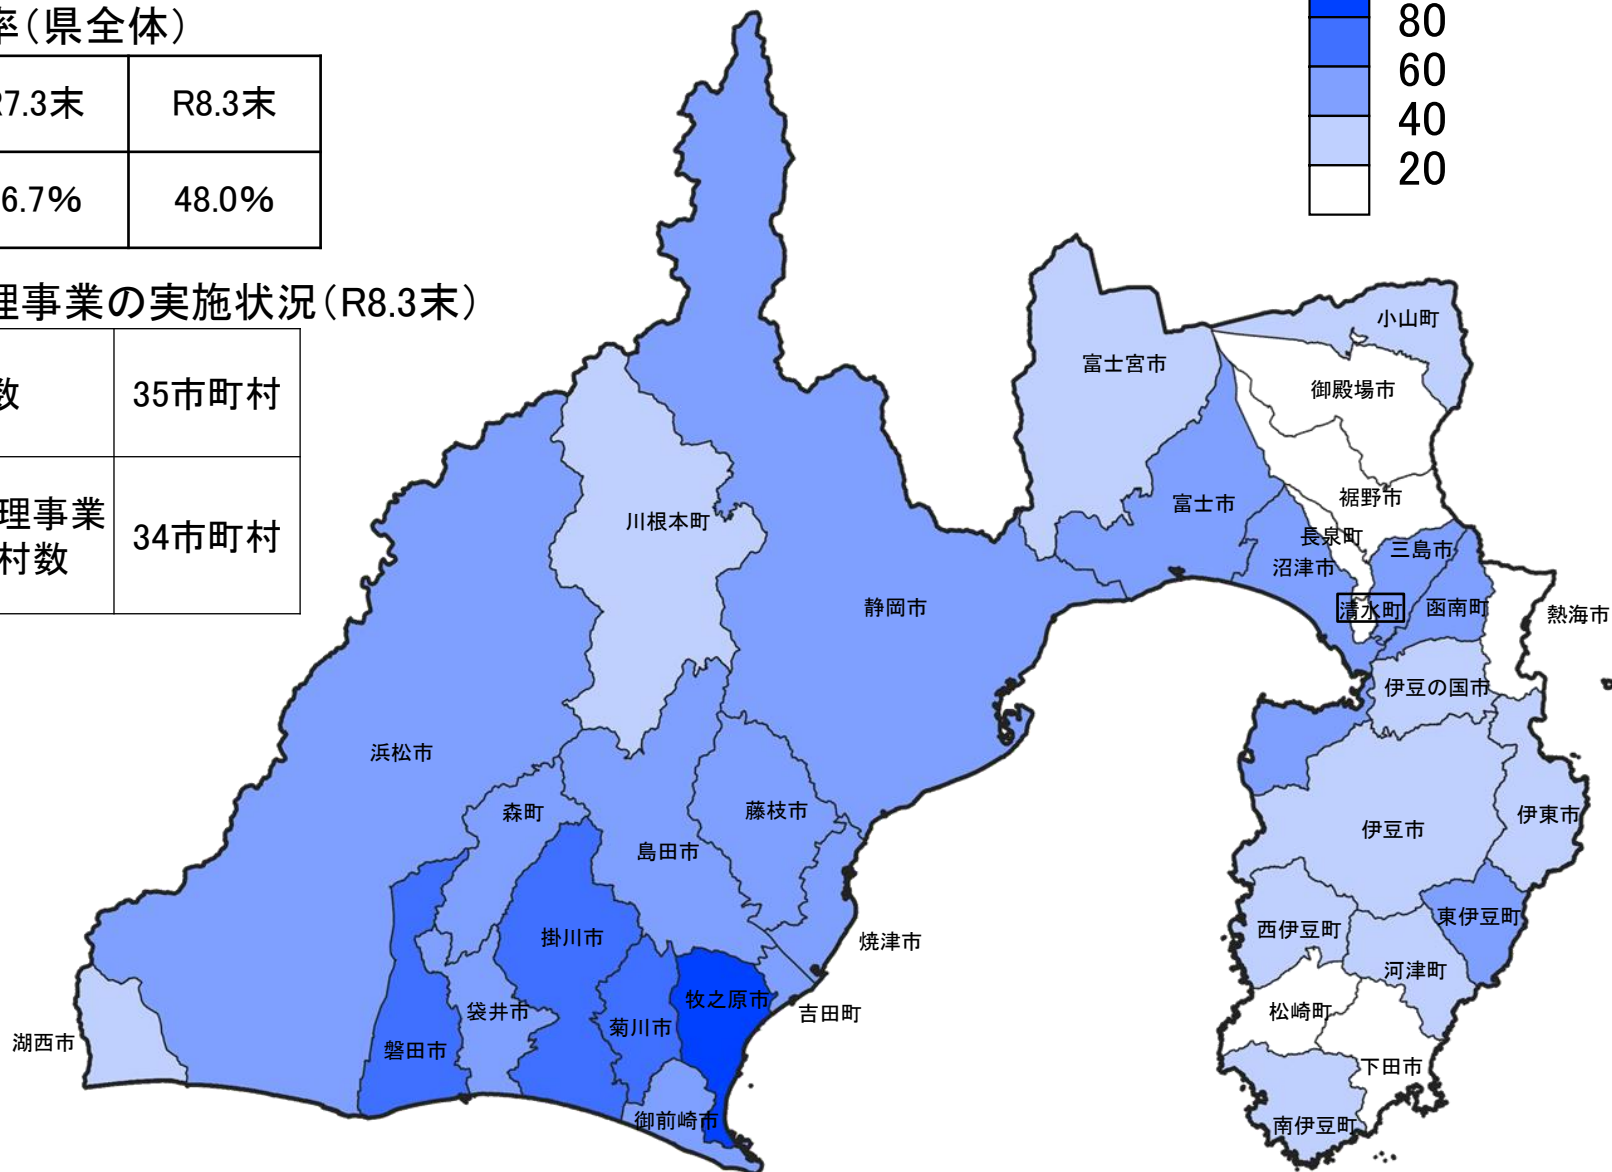 率（県全体）
R7.3末 R8.3末
6.7% 48.0%
理事業の実施状況（R8.3末）
数 35市町村
理事業
村数 34市町村
80
60
40
20
小山町
富士宮市
御殿場市
裾野市
富士市
長泉町
三島市
沼津市
清水町
函南町
熱海市
川根本町
静岡市
伊豆の国市
浜松市
森町
藤枝市
島田市
伊豆市
伊東市
掛川市
焼津市
西伊豆町
東伊豆町
河津町
牧之原市
吉田町
袋井市
菊川市
松崎町
湖西市
磐田市
下田市
御前崎市
南伊豆町